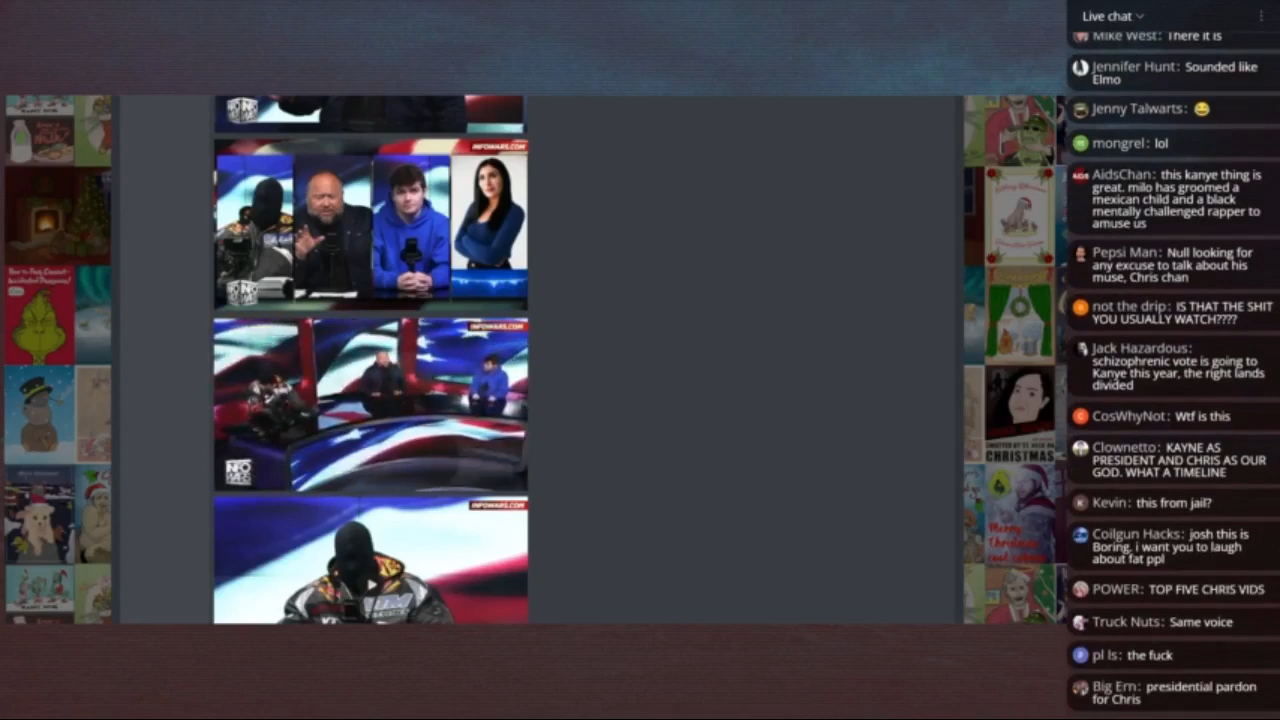 Live chat
Mike West: There it is
Jennifer Hunt: Sounded like
Elmo
Jenny Talwarts: 😂
mongrel: lol
AidsChan: this kanye thing is
great. milo has groomed a
mexican child and a black
mentally challenged rapper to
amuse us
Pepsi Man: Null looking for
any excuse to talk about his
muse, Chris chan
not the drip: IS THAT THE SHIT
YOU USUALLY WATCH????
Jack Hazardous:
schizophrenic vote is going to
Kanye this year, the right lands
divided
CosWhyNot: Wtf is this
Clownetto: KAYNE AS
PRESIDENT AND CHRIS AS OUR
GOD. WHAT A TIMELINE
Kevin: this from jail?
Coilgun Hacks: josh this is
Boring, i want you to laugh
about fat ppl
POWER: TOP FIVE CHRIS VIDS
Truck Nuts: Same voice
pl ls: the fuck
Big Ern: presidential pardon
for Chris
INFOWARS.COM
INFOWARS.COM
INFO
INFOWARS.COM
CHRISTMAS
Merry
Christmas